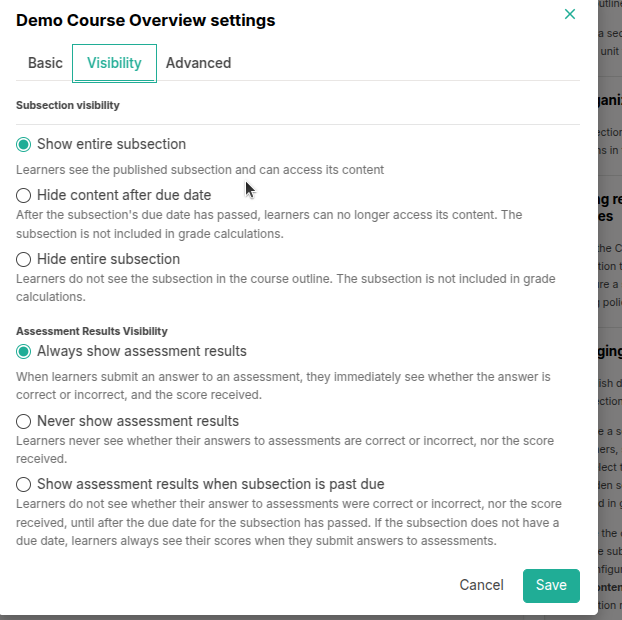 Demo Course Overview settings
Basic Visibility Advanced
Subsection visibility
Show entire subsection
Learners see the published subsection and can access its content
Hide content after due date
After the subsection's due date has passed, learners can no longer access its content. The
subsection is not included in grade calculations.
Hide entire subsection
Learners do not see the subsection in the course outline. The subsection is not included in grade
calculations.
Assessment Results Visibility
Always show assessment results
When learners submit an answer to an assessment, they immediately see whether the answer is
correct or incorrect, and the score received.
Never show assessment results
Learners never see whether their answers to assessments are correct or incorrect, nor the score
received.
Show assessment results when subsection is past due
Learners do not see whether their answer to assessments were correct or incorrect, nor the score
received, until after the due date for the subsection has passed. If the subsection does not have a
due date, learners always see their scores when they submit answers to assessments.
Cancel Save